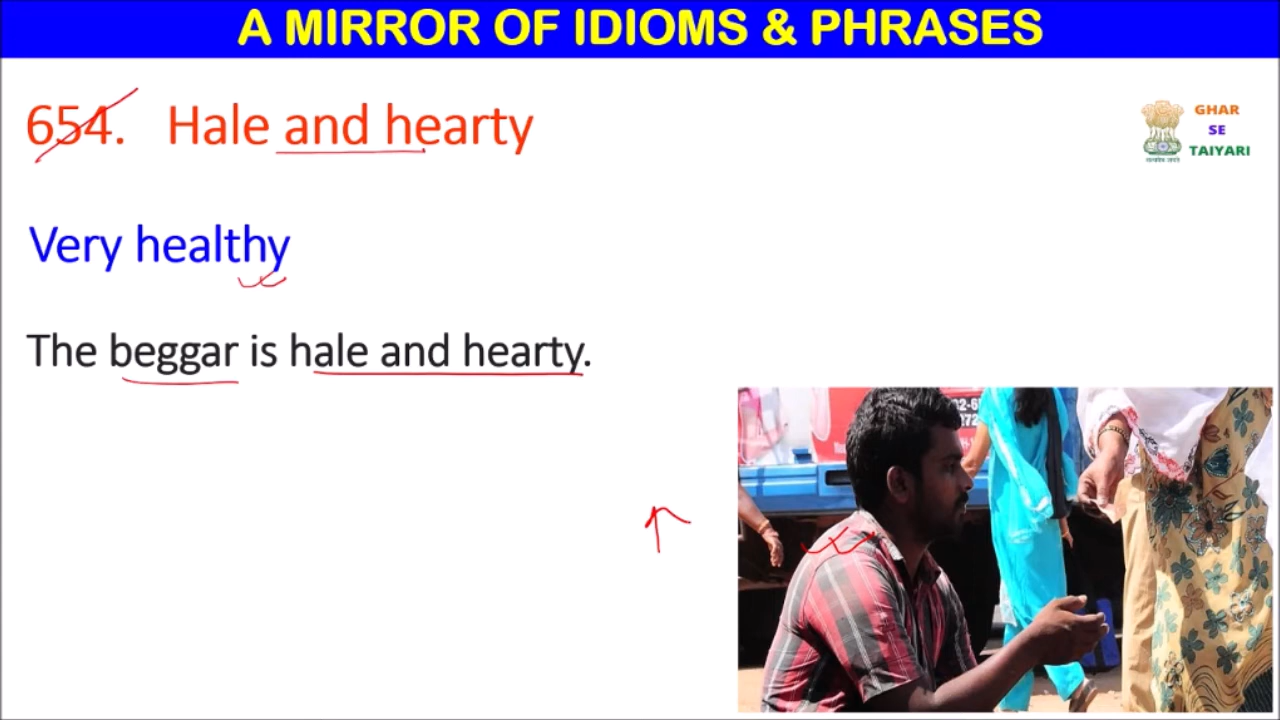 A MIRROR OF IDIOMS & PHRASES
654. Hale and hearty
GHAR
SE
TAIYARI
Very healthy
The beggar is hale and hearty.